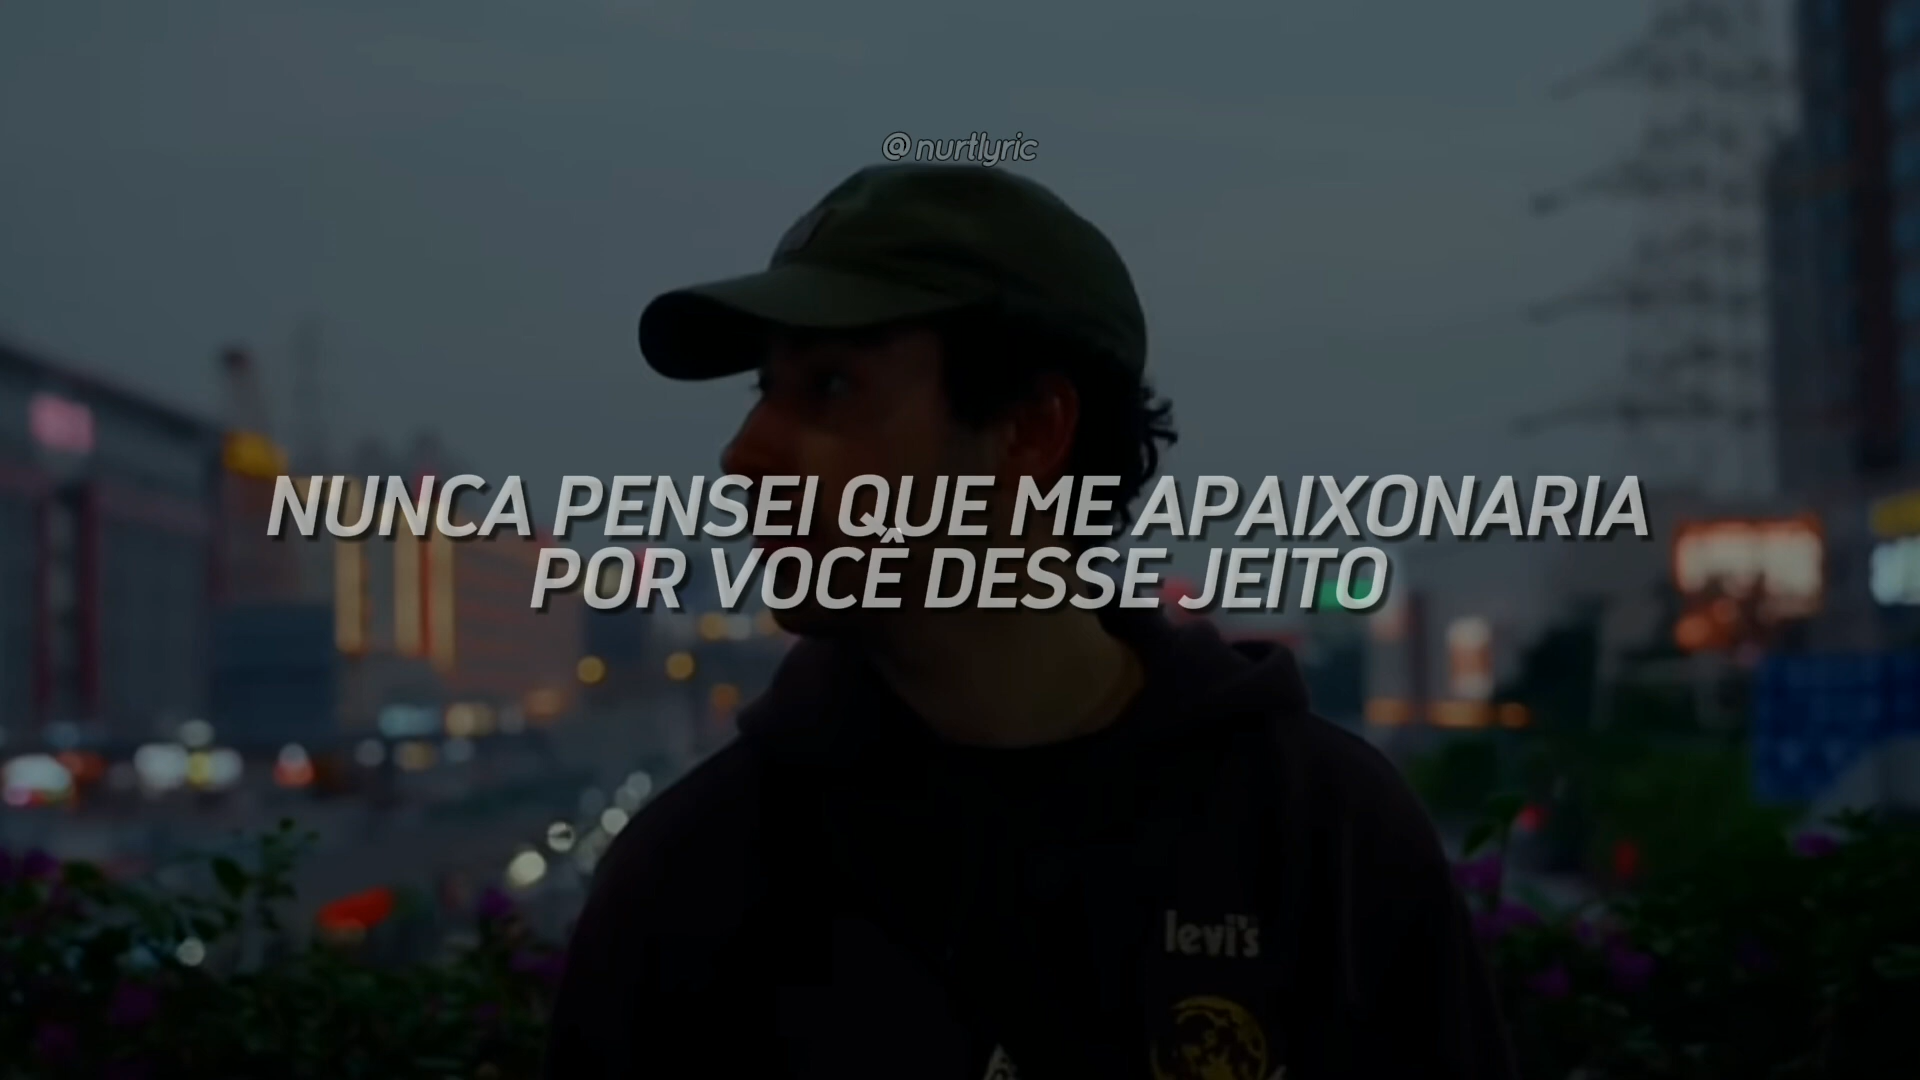 @nurtlyric
NUNCA PENSEI QUE ME APAIXONARIA
POR VOCÊ DESSE JEITO
levi's